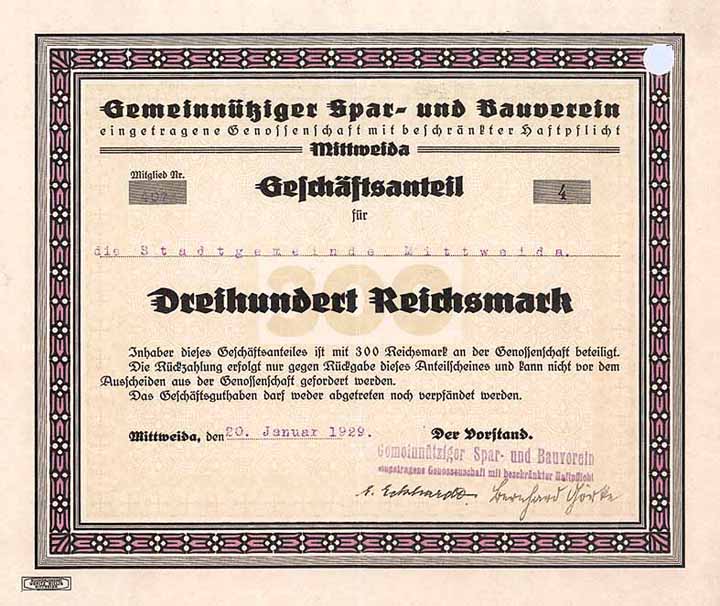 Gemeinnütziger Spar- und Bauverein
eingetragene Genossenschaft mit beschränkter Haftpflicht
Mittweida
Mitglied Nr.
Geschäftsanteil
4
für
die Stadtgemeinde Mittweida.
300
Dreihundert Reichsmark
Inhaber dieses Geschäftsanteiles ist mit 300 Reichsmark an der Genossenschaft beteiligt.
Die Rückzahlung erfolgt nur gegen Rückgabe dieses Anteilscheines und kann nicht vor dem
Ausscheiden aus der Genossenschaft gefordert werden.
Das Geschäftsguthaben darf weder abgetreten noch verpfändet werden.
Mittweida, den 20. Januar 1929.
Der Vorstand.
Gemeinnütziger Spar- und Bauverein
eingetragene Genossenschaft mit beschränkter Haftpflicht
Bernhard